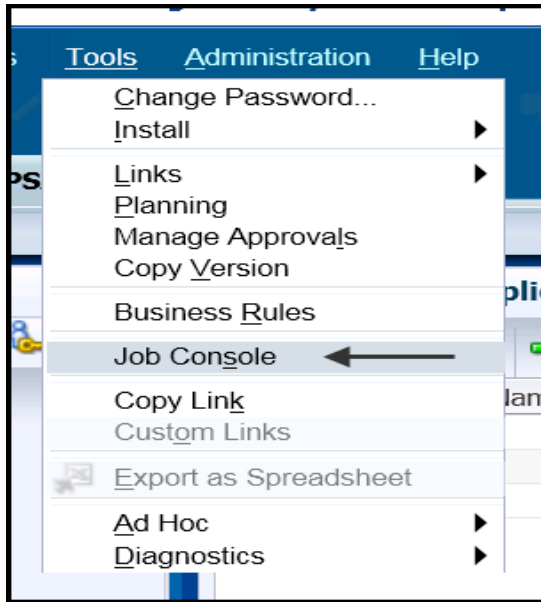 Tools Administration Help
Change Password...
Install
Links
Planning
Manage Approvals
Copy Version
Business Rules
Job Console
Copy Link
Custom Links
Export as Spreadsheet
Ad Hoc
Diagnostics